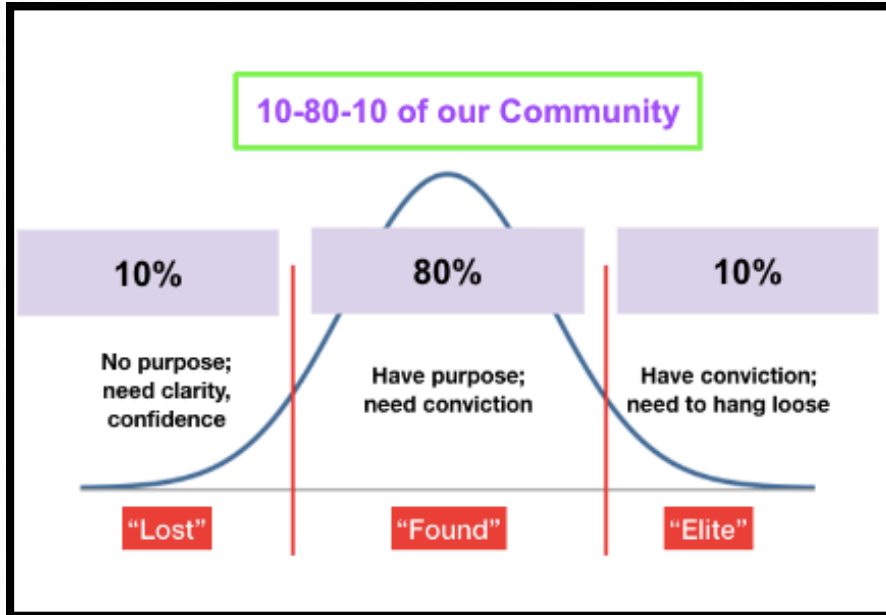 10-80-10 of our Community
10%
80%
10%
No purpose;
need clarity,
confidence
Have purpose;
need conviction
Have conviction;
need to hang loose
“Lost”
“Found”
“Elite”